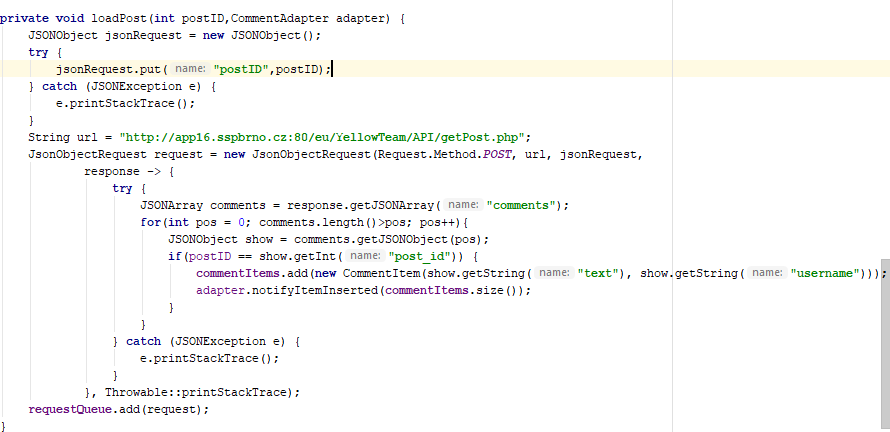 private void loadPost(int postID,CommentAdapter adapter) {
JSONObject jsonRequest = new JSONObject();
try {
jsonRequest.put( name: "postID",postID);
} catch (JSONException e) {
e.printStackTrace();
}
String url = "http://app16.sspbrno.cz:80/eu/YellowTeam/API/getPost.php";
JsonObjectRequest request = new JsonObjectRequest(Request.Method.POST, url, jsonRequest,
response -> {
try {
JSONArray comments = response.getJSONArray( name: "comments");
for(int pos = 0; comments.length()>pos; pos++){
JSONObject show = comments.getJSONObject(pos);
if(postID == show.getInt( name: "post_id")) {
commentItems.add(new CommentItem(show.getString( name: "text"), show.getString( name: "username")));
adapter.notifyItemInserted(commentItems.size());
}
}
} catch (JSONException e) {
e.printStackTrace();
}
}, Throwable::printStackTrace);
requestQueue.add(request);
}